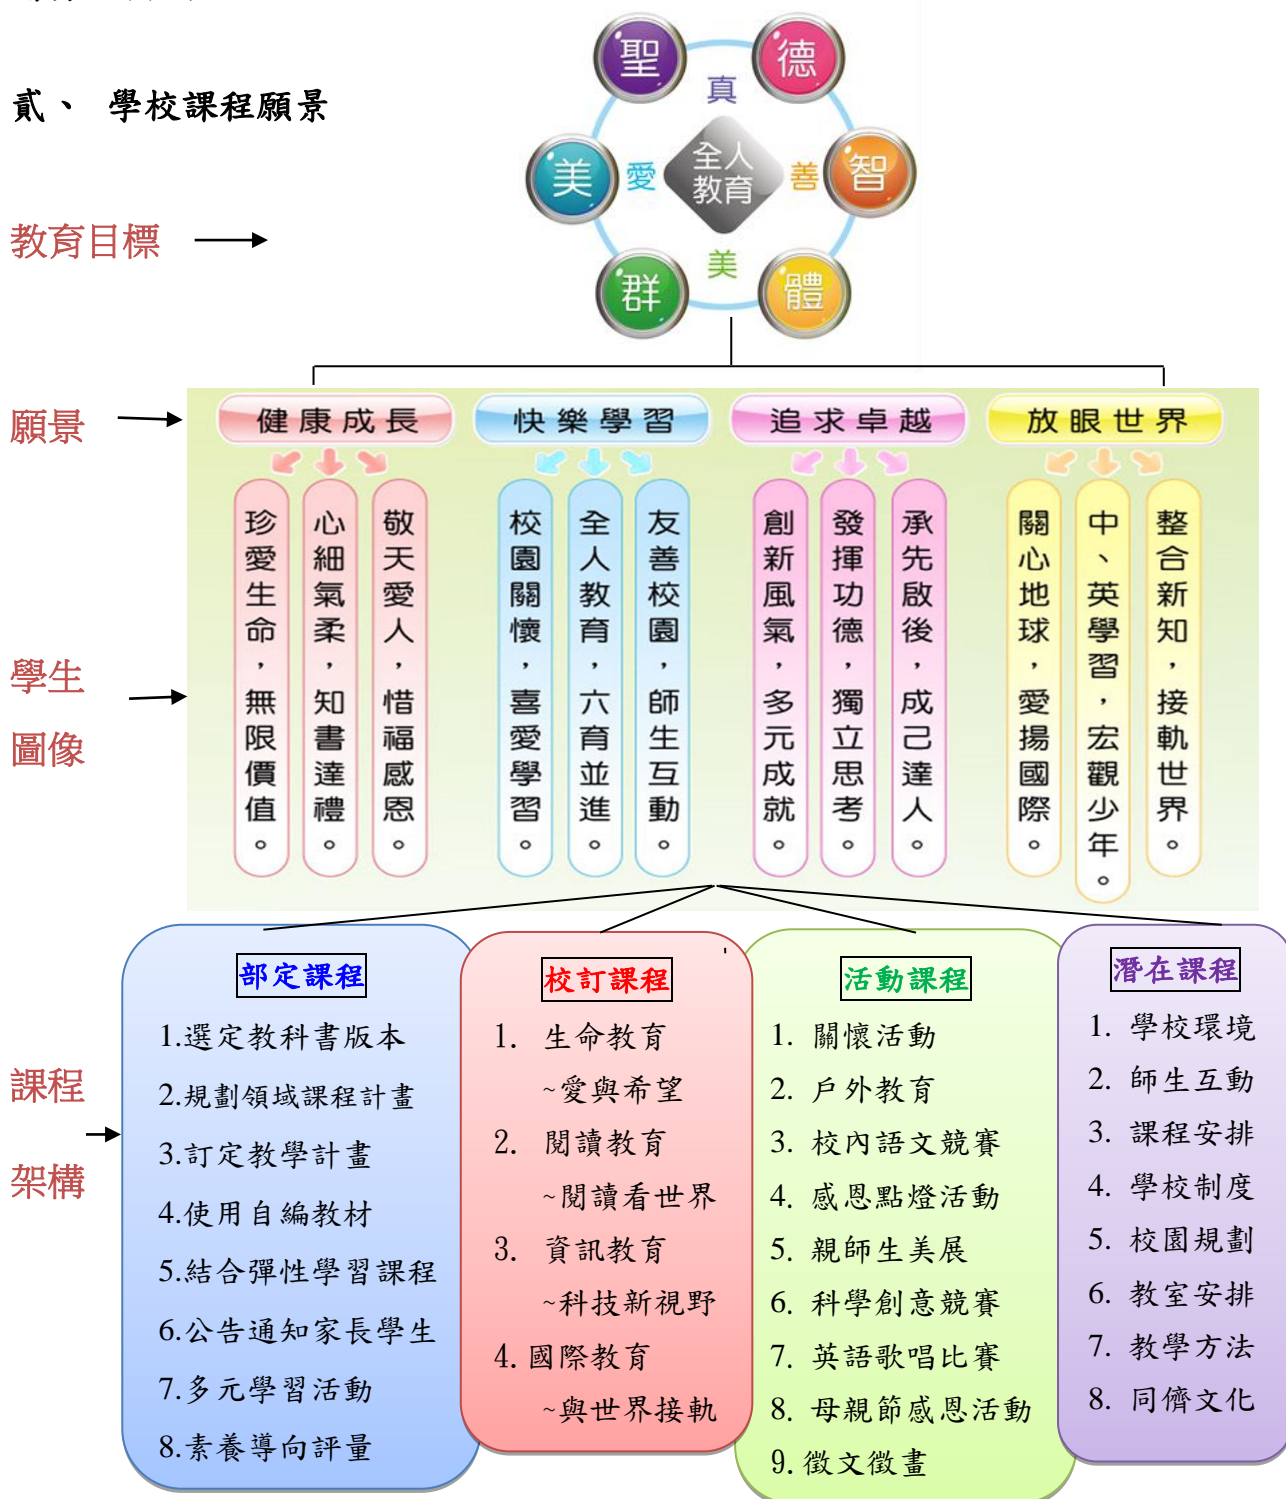 貳、 學校課程願景
聖
德
真
美
愛
全人
教育
善
智
美
群
體
教育目標
願景
健康成長
快樂學習
追求卓越
放眼世界
學生
圖像
珍愛生命，無限價值。
心細氣柔，知書達禮。
敬天愛人，惜福感恩。
校園關懷，喜愛學習。
全人教育，六育並進。
友善校園，師生互動。
創新風氣，多元成就。
發揮功德，獨立思考。
承先啟後，成己達人。
關心地球，愛揚國際。
中、英學習，宏觀少年。
整合新知，接軌世界。
課程
架構
部定課程
1.選定教科書版本
2.規劃領域課程計畫
3.訂定教學計畫
4.使用自編教材
5.結合彈性學習課程
6.公告通知家長學生
7.多元學習活動
8.素養導向評量
校訂課程
1. 生命教育
~愛與希望
2. 閱讀教育
~閱讀看世界
3. 資訊教育
~科技新視野
4.國際教育
~與世界接軌
活動課程
1. 關懷活動
2. 戶外教育
3. 校內語文競賽
4. 感恩點燈活動
5. 親師生美展
6. 科學創意競賽
7. 英語歌唱比賽
8. 母親節感恩活動
9.徵文徵畫
潛在課程
1. 學校環境
2. 師生互動
3. 課程安排
4. 學校制度
5. 校園規劃
6. 教室安排
7. 教學方法
8. 同儕文化